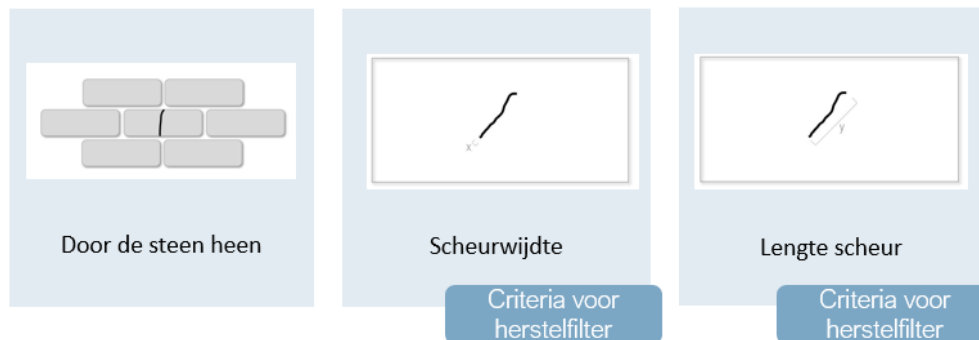 x
y
Door de steen heen
Scheurwijdte
Lengte scheur
Criteria voor
herstelfilter
Criteria voor
herstelfilter